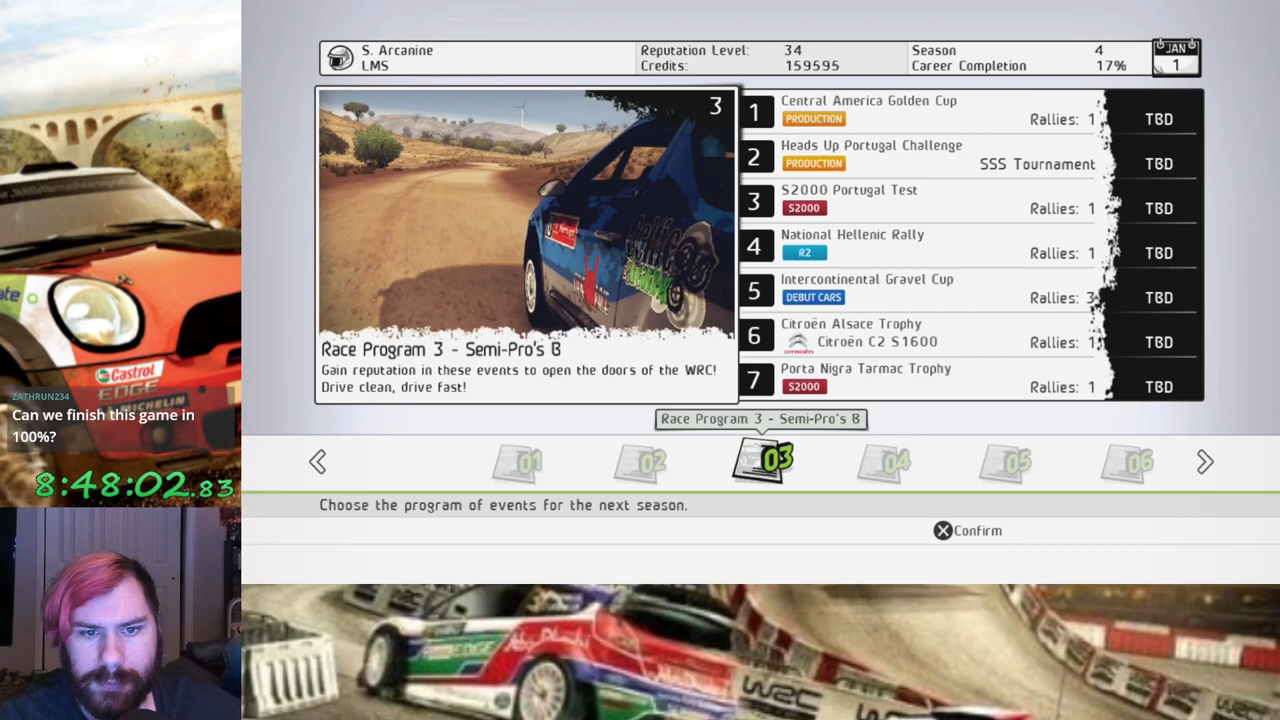 S. Arcanine
LMS
Reputation Level: 34
Credits: 159595
Season 4
Career Completion 17%
JAN
1
3
Race Program 3 - Semi-Pro's B
Gain reputation in these events to open the doors of the WRC!
Drive clean, drive fast!
1 Central America Golden Cup
PRODUCTION Rallies: 1 TBD
2 Heads Up Portugal Challenge
PRODUCTION SSS Tournament TBD
3 S2000 Portugal Test
S2000 Rallies: 1 TBD
4 National Hellenic Rally
R2 Rallies: 1 TBD
5 Intercontinental Gravel Cup
DEBUT CARS Rallies: 3 TBD
6 Citroën Alsace Trophy
Citroën C2 S1600 Rallies: 1 TBD
7 Porta Nigra Tarmac Trophy
S2000 Rallies: 1 TBD
Race Program 3 - Semi-Pro's B
01 02 03 04 05 06
Choose the program of events for the next season.
Confirm
Castrol
EDGE
MICHELIN
ZATHRUN234
Can we finish this game in
100%?
8:48:02.83
EDGE
Abu Dhabi
WRC
WRC